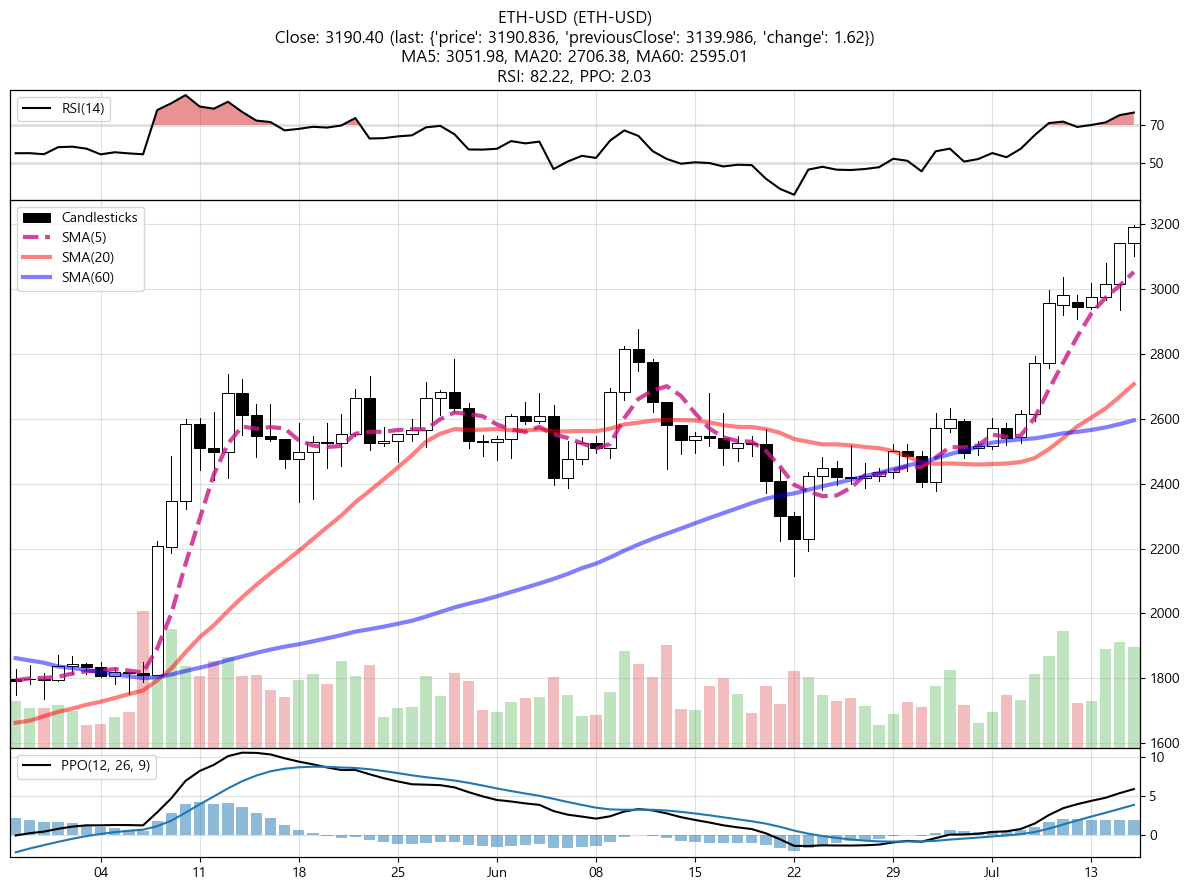 ETH-USD (ETH-USD)
Close: 3190.40 (last: {'price': 3190.836, 'previousClose': 3139.986, 'change': 1.62})
MA5: 3051.98, MA20: 2706.38, MA60: 2595.01
RSI: 82.22, PPO: 2.03
RSI(14)
70
50
Candlesticks
SMA(5)
SMA(20)
SMA(60)
3200
3000
2800
2600
2400
2200
2000
1800
1600
PPO(12, 26, 9)
10
5
0
04 11 18 25 Jun 08 15 22 29 Jul 13